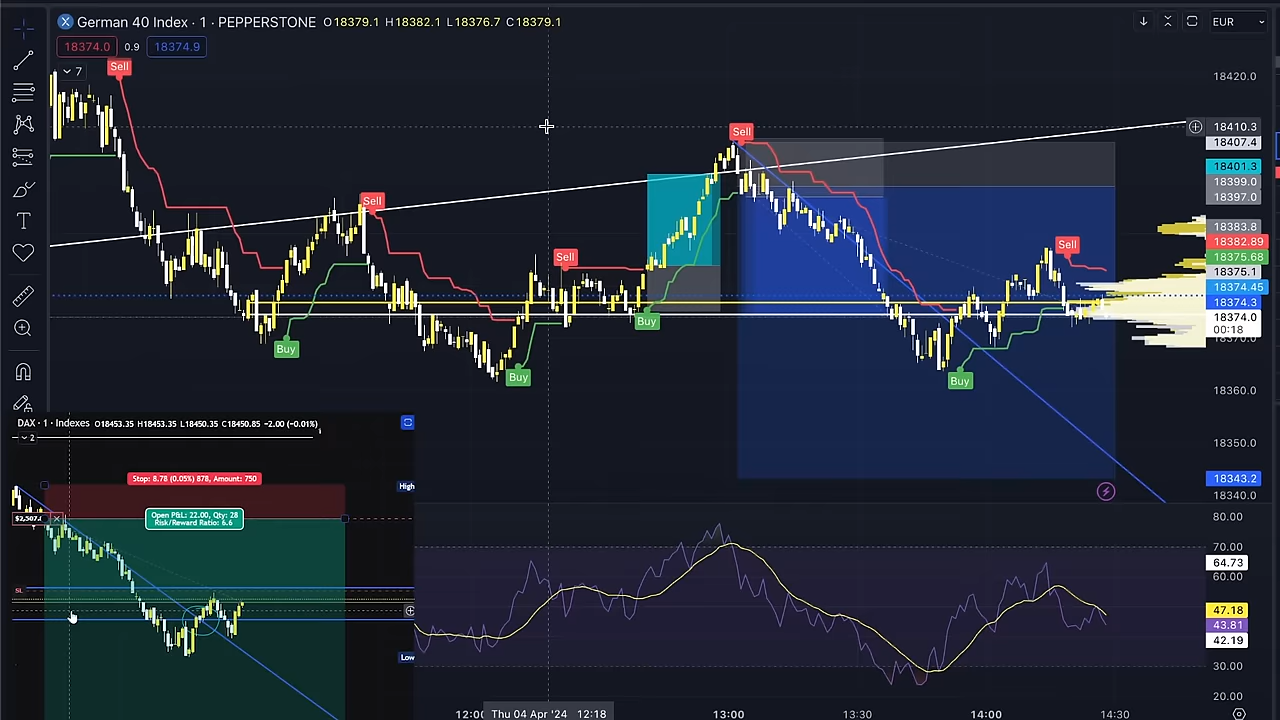 German 40 Index · 1 · PEPPERSTONE O18379.1 H18382.1 L18376.7 C18379.1
EUR
18374.0 0.9 18374.9
7
Sell
Sell
Sell
Sell
Sell
Buy
Buy
Buy
Buy
18420.0
18410.3
18407.4
18401.3
18399.0
18397.0
18383.8
18382.89
18375.68
18375.1
18374.45
18374.3
18374.0
00:18
18370.0
18360.0
18350.0
18343.2
18340.0
80.00
70.00
64.73
60.00
47.18
43.81
42.19
30.00
20.00
DAX · 1 · Indexes O18453.35 H18453.35 L18450.35 C18450.85 −2.00 (−0.01%)
2
Stop: 8.78 (0.05%) 878, Amount: 750
High
Open P&L: 22.00, Qty: 28
Risk/Reward Ratio: 6.6
SL
Low
12:00 Thu 04 Apr '24 12:18 13:00 13:30 14:00 14:30